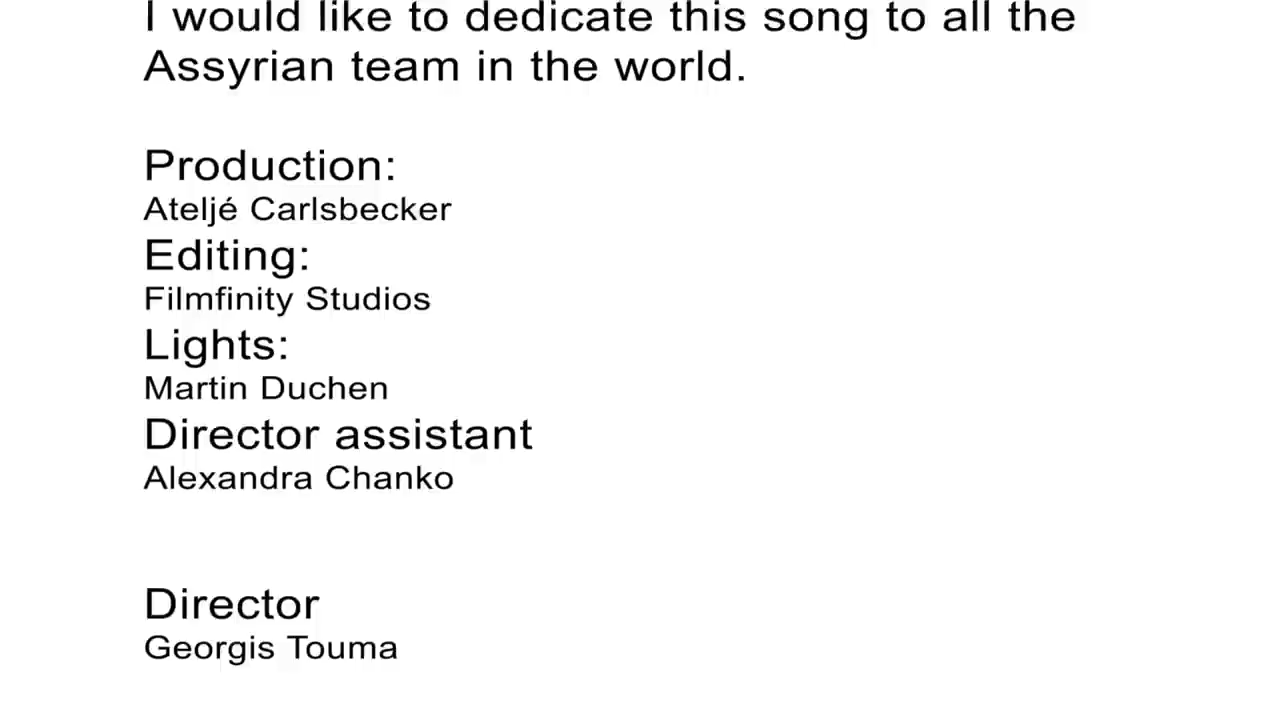 I would like to dedicate this song to all the
Assyrian team in the world.
Production:
Ateljé Carlsbecker
Editing:
Filmfinity Studios
Lights:
Martin Duchen
Director assistant
Alexandra Chanko
Director
Georgis Touma